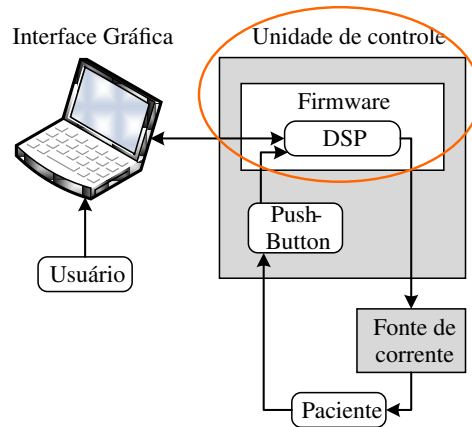 Interface Gráfica
Unidade de controle
Firmware
DSP
Push-
Button
Usuário
Fonte de
corrente
Paciente